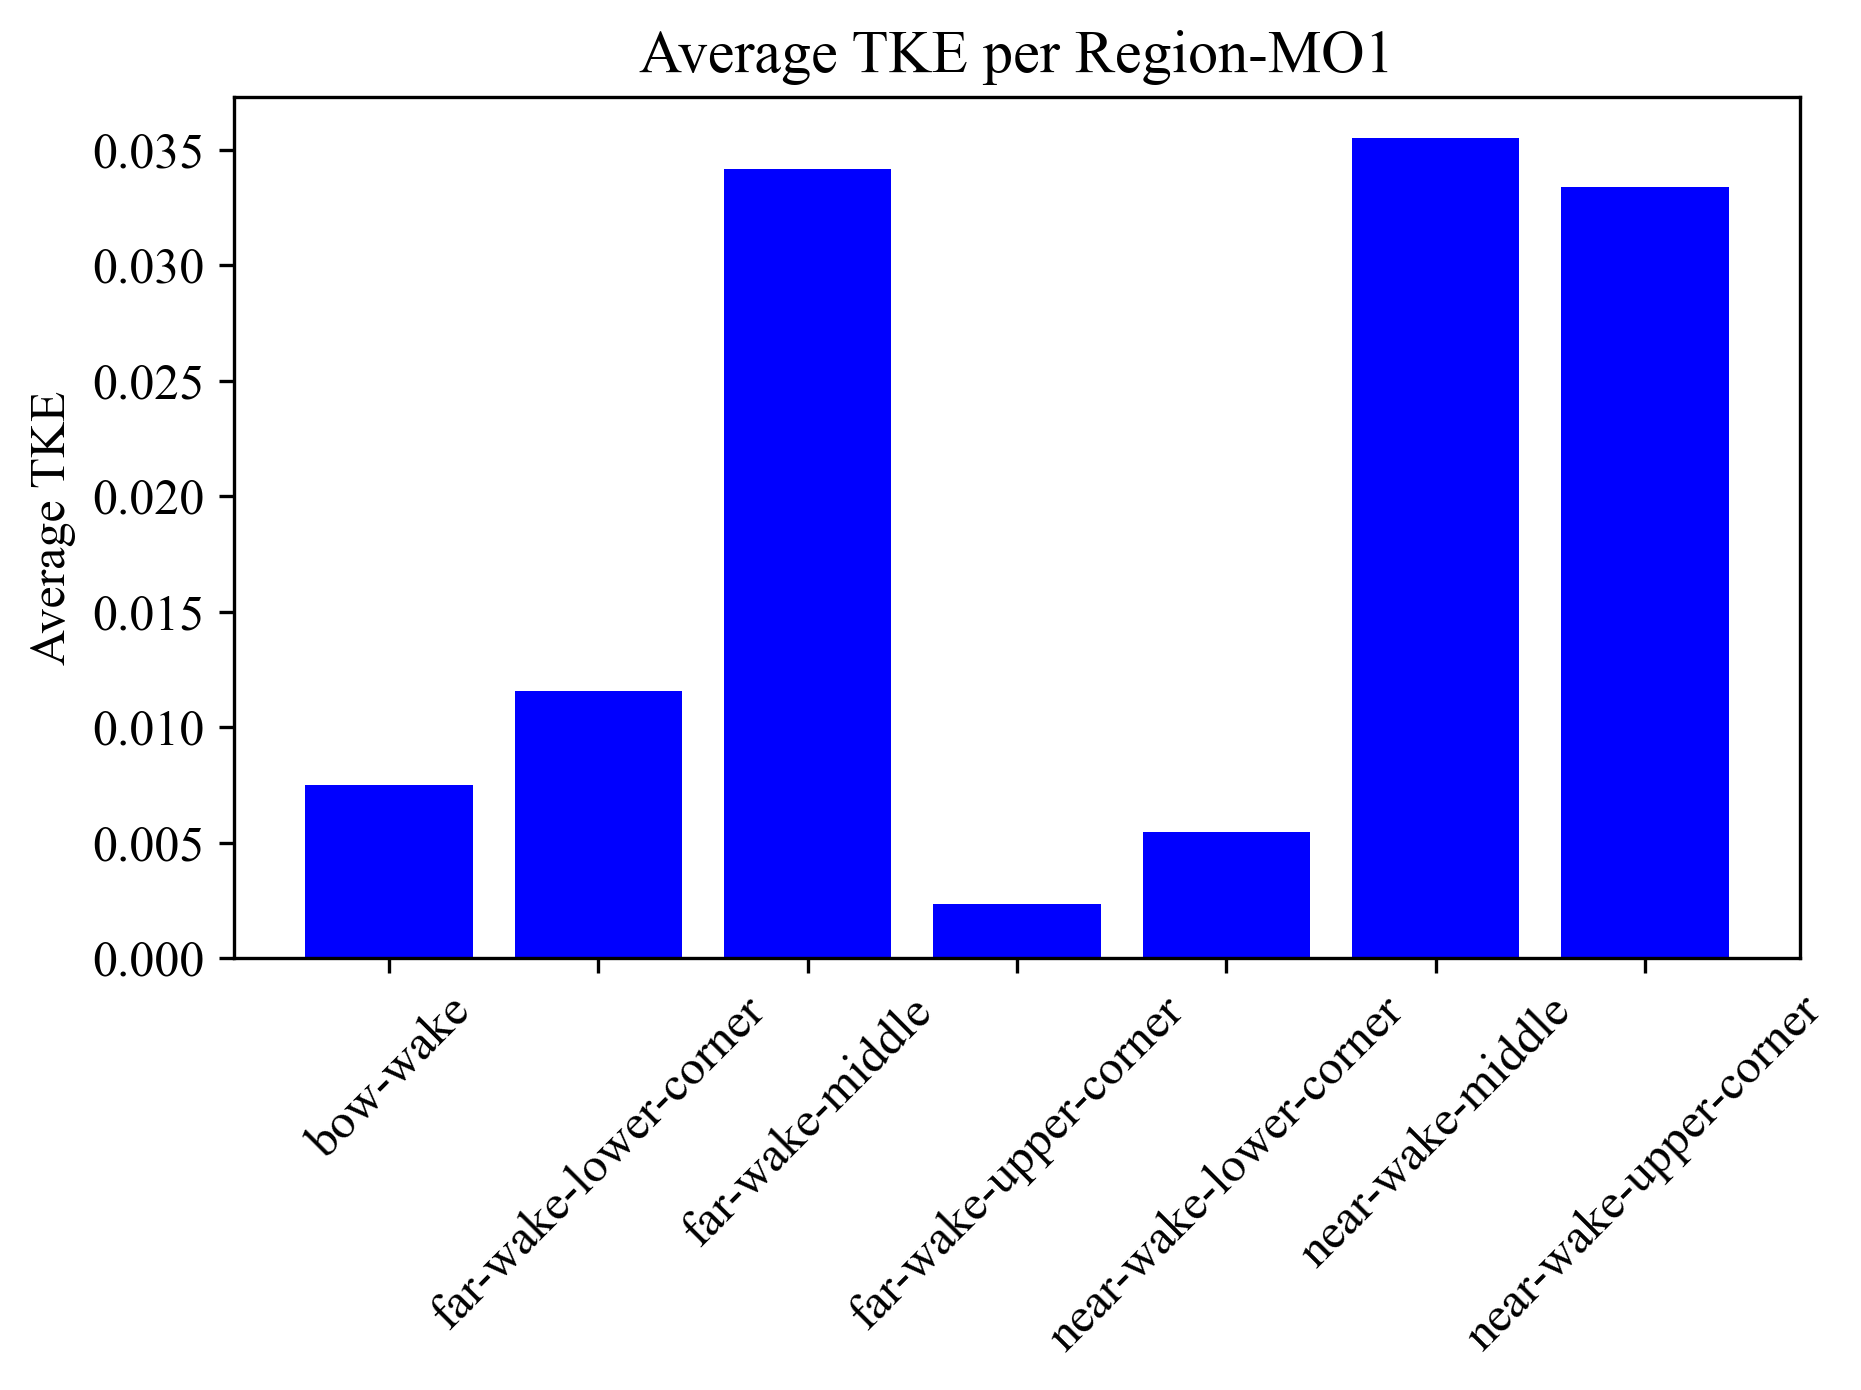 Average TKE per Region-MO1
Average TKE
0.035
0.030
0.025
0.020
0.015
0.010
0.005
0.000
bow-wake
far-wake-lower-corner
far-wake-middle
far-wake-upper-corner
near-wake-lower-corner
near-wake-middle
near-wake-upper-corner